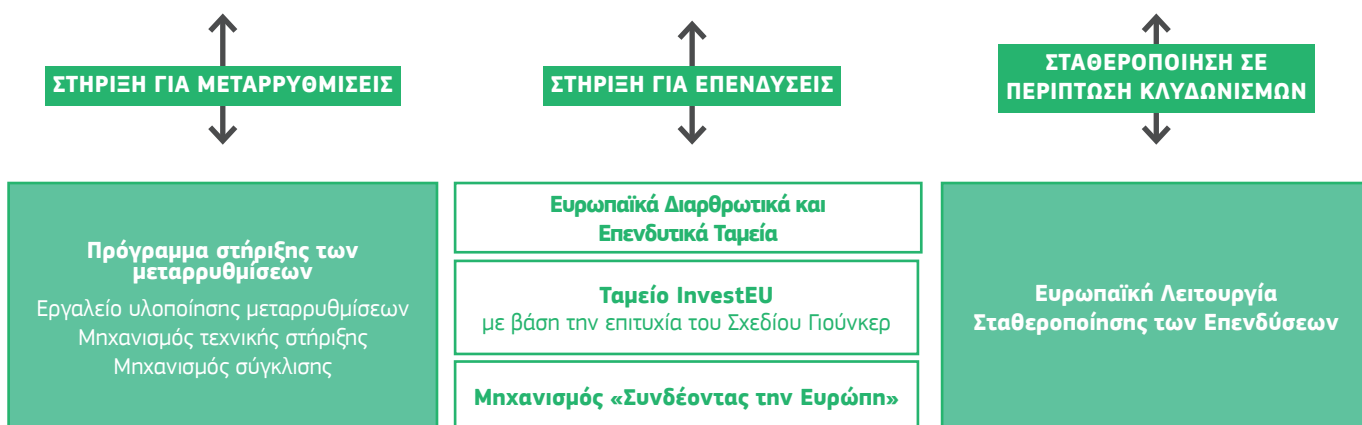 ΣΤΗΡΙΞΗ ΓΙΑ ΜΕΤΑΡΡΥΘΜΙΣΕΙΣ
ΣΤΗΡΙΞΗ ΓΙΑ ΕΠΕΝΔΥΣΕΙΣ
ΣΤΑΘΕΡΟΠΟΙΗΣΗ ΣΕ
ΠΕΡΙΠΤΩΣΗ ΚΛΥΔΩΝΙΣΜΩΝ
Πρόγραμμα στήριξης των
μεταρρυθμίσεων
Εργαλείο υλοποίησης μεταρρυθμίσεων
Μηχανισμός τεχνικής στήριξης
Μηχανισμός σύγκλισης
Ευρωπαϊκά Διαρθρωτικά και
Επενδυτικά Ταμεία
Ταμείο InvestEU
με βάση την επιτυχία του Σχεδίου Γιούνκερ
Μηχανισμός «Συνδέοντας την Ευρώπη»
Ευρωπαϊκή Λειτουργία
Σταθεροποίησης των Επενδύσεων